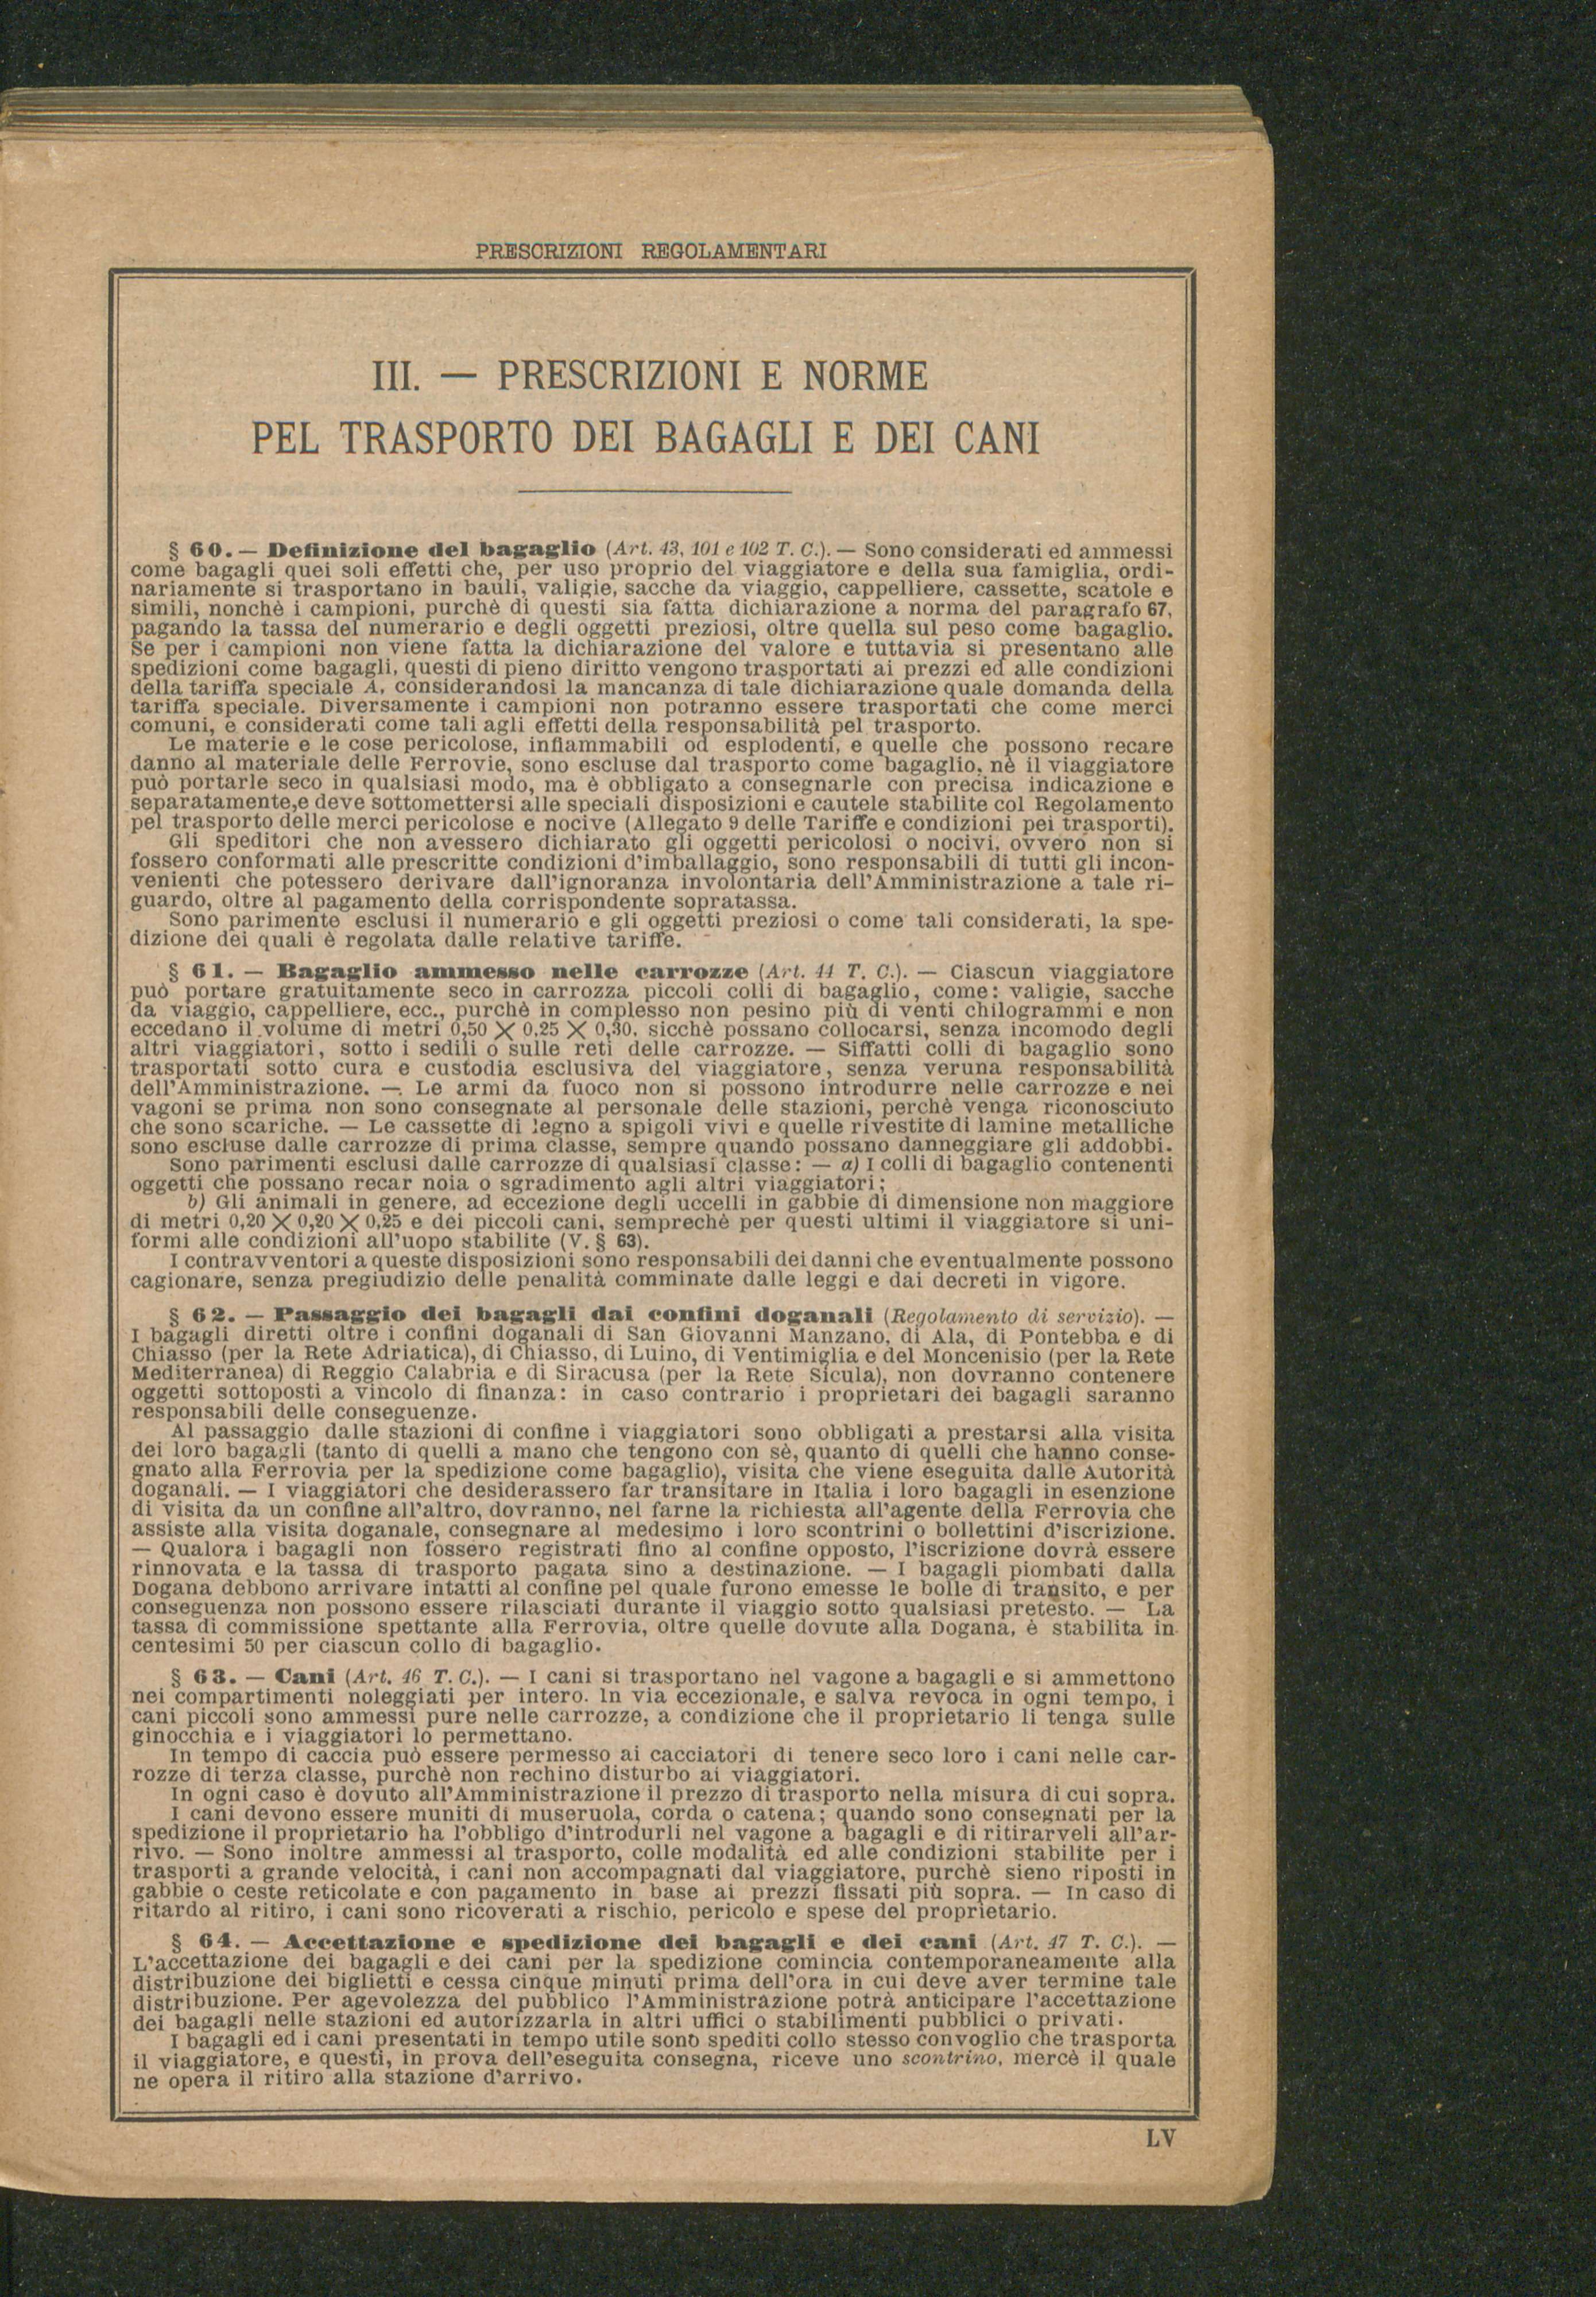 PRESCRIZIONI REGOLAMENTARI
III. — PRESCRIZIONI E NORME
PEL TRASPORTO DEI BAGAGLI E DEI CANI
§ 60. — Definizione del bagaglio (Art. 43, 101 e 102 T. C.). — Sono considerati ed ammessi
come bagagli quei soli effetti che, per uso proprio del viaggiatore e della sua famiglia, ordi-
nariamente si trasportano in bauli, valigie, sacche da viaggio, cappelliere, cassette, scatole e
simili, nonchè i campioni, purchè di questi sia fatta dichiarazione a norma del paragrafo 67,
pagando la tassa del numerario e degli oggetti preziosi, oltre quella sul peso come bagaglio.
Se per i campioni non viene fatta la dichiarazione del valore e tuttavia si presentano alle
spedizioni come bagagli, questi di pieno diritto vengono trasportati ai prezzi ed alle condizioni
della tariffa speciale A, considerandosi la mancanza di tale dichiarazione quale domanda della
tariffa speciale. Diversamente i campioni non potranno essere trasportati che come merci
comuni, e considerati come tali agli effetti della responsabilità pel trasporto.
Le materie e le cose pericolose, infiammabili od esplodenti, e quelle che possono recare
danno al materiale delle Ferrovie, sono escluse dal trasporto come bagaglio, nè il viaggiatore
può portarle seco in qualsiasi modo, ma è obbligato a consegnarle con precisa indicazione e
separatamente,e deve sottomettersi alle speciali disposizioni e cautele stabilite col Regolamento
pel trasporto delle merci pericolose e nocive (Allegato 9 delle Tariffe e condizioni pei trasporti).
Gli speditori che non avessero dichiarato gli oggetti pericolosi o nocivi, ovvero non si
fossero conformati alle prescritte condizioni d'imballaggio, sono responsabili di tutti gli incon-
venienti che potessero derivare dall'ignoranza involontaria dell'Amministrazione a tale ri-
guardo, oltre al pagamento della corrispondente sopratassa.
Sono parimente esclusi il numerario e gli oggetti preziosi o come tali considerati, la spe-
dizione dei quali è regolata dalle relative tariffe.
§ 61. — Bagaglio ammesso nelle carrozze (Art. 44 T. C.). — Ciascun viaggiatore
può portare gratuitamente seco in carrozza piccoli colli di bagaglio, come: valigie, sacche
da viaggio, cappelliere, ecc., purchè in complesso non pesino più di venti chilogrammi e non
eccedano il volume di metri 0,50 × 0,25 × 0,30, sicchè possano collocarsi, senza incomodo degli
altri viaggiatori, sotto i sedili o sulle reti delle carrozze. — Siffatti colli di bagaglio sono
trasportati sotto cura e custodia esclusiva del viaggiatore, senza veruna responsabilità
dell'Amministrazione. — Le armi da fuoco non si possono introdurre nelle carrozze e nei
vagoni se prima non sono consegnate al personale delle stazioni, perchè venga riconosciuto
che sono scariche. — Le cassette di legno a spigoli vivi e quelle rivestite di lamine metalliche
sono escluse dalle carrozze di prima classe, sempre quando possano danneggiare gli addobbi.
Sono parimenti esclusi dalle carrozze di qualsiasi classe: — a) I colli di bagaglio contenenti
oggetti che possano recar noia o sgradimento agli altri viaggiatori;
b) Gli animali in genere, ad eccezione degli uccelli in gabbie di dimensione non maggiore
di metri 0,20 × 0,20 × 0,25 e dei piccoli cani, semprechè per questi ultimi il viaggiatore si uni-
formi alle condizioni all'uopo stabilite (V. § 63).
I contravventori a queste disposizioni sono responsabili dei danni che eventualmente possono
cagionare, senza pregiudizio delle penalità comminate dalle leggi e dai decreti in vigore.
§ 62. — Passaggio dei bagagli dai confini doganali (Regolamento di servizio). —
I bagagli diretti oltre i confini doganali di San Giovanni Manzano, di Ala, di Pontebba e di
Chiasso (per la Rete Adriatica), di Chiasso, di Luino, di Ventimiglia e del Moncenisio (per la Rete
Mediterranea) di Reggio Calabria e di Siracusa (per la Rete Sicula), non dovranno contenere
oggetti sottoposti a vincolo di finanza: in caso contrario i proprietari dei bagagli saranno
responsabili delle conseguenze.
Al passaggio dalle stazioni di confine i viaggiatori sono obbligati a prestarsi alla visita
dei loro bagagli (tanto di quelli a mano che tengono con sè, quanto di quelli che hanno conse-
gnato alla Ferrovia per la spedizione come bagaglio), visita che viene eseguita dalle Autorità
doganali. — I viaggiatori che desiderassero far transitare in Italia i loro bagagli in esenzione
di visita da un confine all'altro, dovranno, nel farne la richiesta all'agente della Ferrovia che
assiste alla visita doganale, consegnare al medesimo i loro scontrini o bollettini d'iscrizione.
— Qualora i bagagli non fossero registrati fino al confine opposto, l'iscrizione dovrà essere
rinnovata e la tassa di trasporto pagata sino a destinazione. — I bagagli piombati dalla
Dogana debbono arrivare intatti al confine pel quale furono emesse le bolle di transito, e per
conseguenza non possono essere rilasciati durante il viaggio sotto qualsiasi pretesto. — La
tassa di commissione spettante alla Ferrovia, oltre quelle dovute alla Dogana, è stabilita in
centesimi 50 per ciascun collo di bagaglio.
§ 63. — Cani (Art. 46 T. C.). — I cani si trasportano nel vagone a bagagli e si ammettono
nei compartimenti noleggiati per intero. In via eccezionale, e salva revoca in ogni tempo, i
cani piccoli sono ammessi pure nelle carrozze, a condizione che il proprietario li tenga sulle
ginocchia e i viaggiatori lo permettano.
In tempo di caccia può essere permesso ai cacciatori di tenere seco loro i cani nelle car-
rozze di terza classe, purchè non rechino disturbo ai viaggiatori.
In ogni caso è dovuto all'Amministrazione il prezzo di trasporto nella misura di cui sopra.
I cani devono essere muniti di museruola, corda o catena; quando sono consegnati per la
spedizione il proprietario ha l'obbligo d'introdurli nel vagone a bagagli e di ritirarveli all'ar-
rivo. — Sono inoltre ammessi al trasporto, colle modalità ed alle condizioni stabilite per i
trasporti a grande velocità, i cani non accompagnati dal viaggiatore, purchè sieno riposti in
gabbie o ceste reticolate e con pagamento in base ai prezzi fissati più sopra. — In caso di
ritardo al ritiro, i cani sono ricoverati a rischio, pericolo e spese del proprietario.
§ 64. — Accettazione e spedizione dei bagagli e dei cani (Art. 47 T. C.). —
L'accettazione dei bagagli e dei cani per la spedizione comincia contemporaneamente alla
distribuzione dei biglietti e cessa cinque minuti prima dell'ora in cui deve aver termine tale
distribuzione. Per agevolezza del pubblico l'Amministrazione potrà anticipare l'accettazione
dei bagagli nelle stazioni ed autorizzarla in altri uffici o stabilimenti pubblici o privati.
I bagagli ed i cani presentati in tempo utile sono spediti collo stesso convoglio che trasporta
il viaggiatore, e questi, in prova dell'eseguita consegna, riceve uno scontrino, mercè il quale
ne opera il ritiro alla stazione d'arrivo.
LV